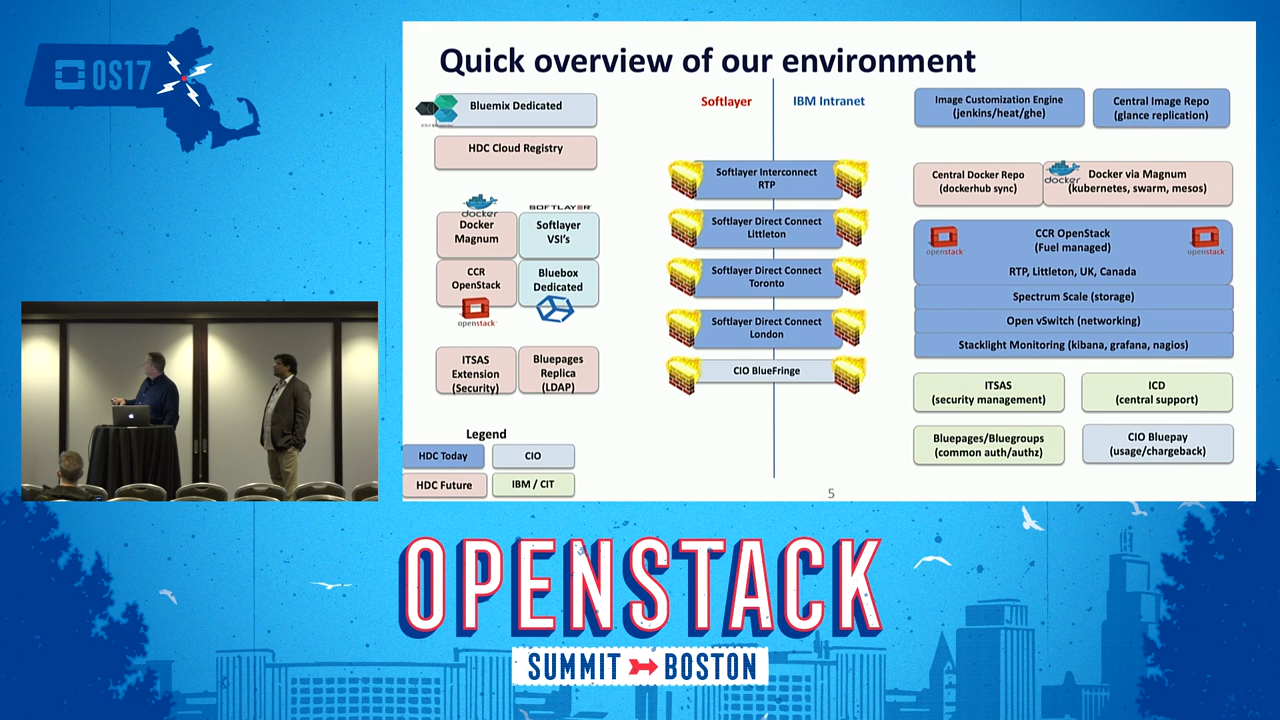 OS17
Quick overview of our environment
Bluemix Dedicated
HDC Cloud Registry
docker
Docker
Magnum
SOFTLAYER
Softlayer
VSI's
CCR
OpenStack
openstack
Bluebox
Dedicated
ITSAS
Extension
(Security)
Bluepages
Replica
(LDAP)
Legend
HDC Today
CIO
HDC Future
IBM / CIT
Softlayer
IBM Intranet
Softlayer Interconnect
RTP
Softlayer Direct Connect
Littleton
Softlayer Direct Connect
Toronto
Softlayer Direct Connect
London
CIO BlueFringe
Image Customization Engine
(jenkins/heat/ghe)
Central Image Repo
(glance replication)
Central Docker Repo
(dockerhub sync)
docker
Docker via Magnum
(kubernetes, swarm, mesos)
openstack
CCR OpenStack
(Fuel managed)
openstack
RTP, Littleton, UK, Canada
Spectrum Scale (storage)
Open vSwitch (networking)
Stacklight Monitoring (kibana, grafana, nagios)
ITSAS
(security management)
ICD
(central support)
Bluepages/Bluegroups
(common auth/authz)
CIO Bluepay
(usage/chargeback)
5
OPENSTACK
SUMMIT BOSTON